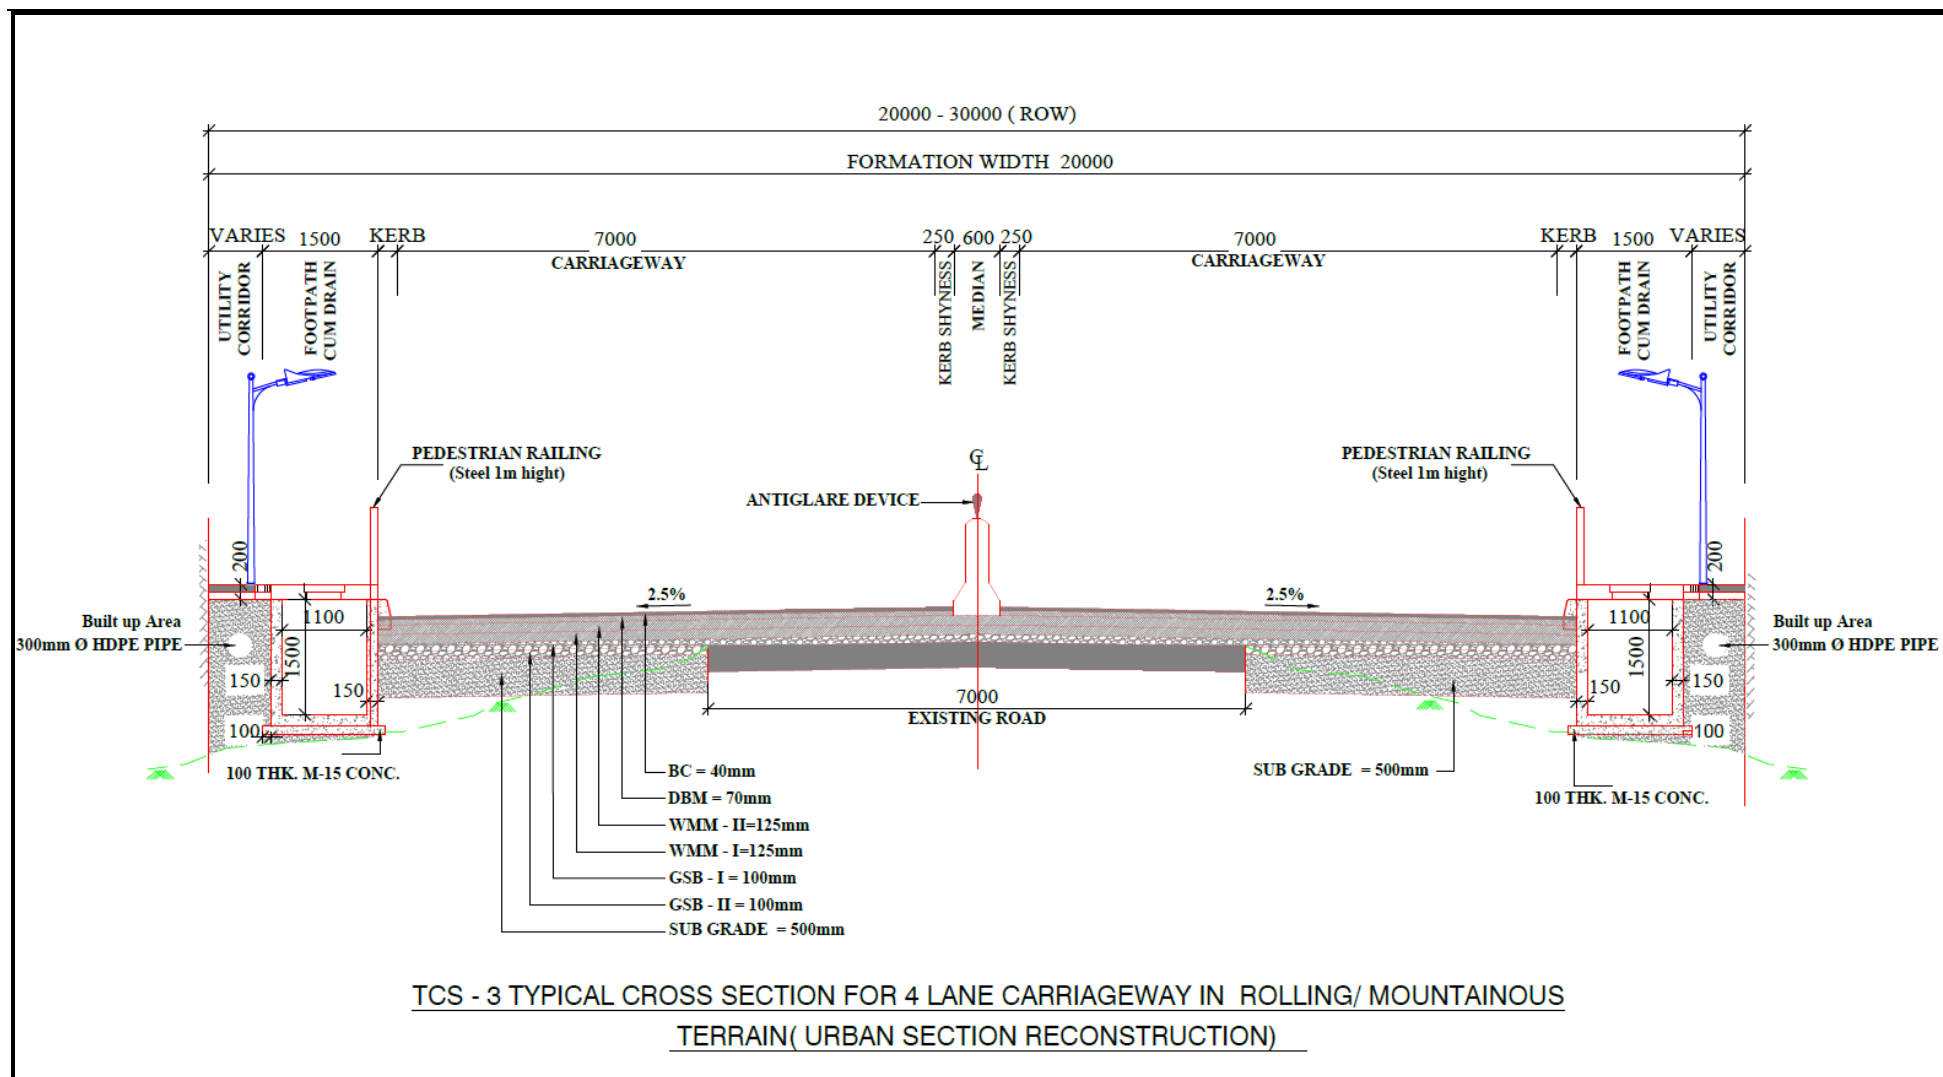 20000 - 30000 ( ROW)
FORMATION WIDTH 20000
VARIES 1500 KERB 7000 250 600 250 7000 KERB 1500 VARIES
CARRIAGEWAY CARRIAGEWAY
UTILITY
CORRIDOR
FOOTPATH
CUM DRAIN
KERB SHYNESS
MEDIAN
KERB SHYNESS
FOOTPATH
CUM DRAIN
UTILITY
CORRIDOR
PEDESTRIAN RAILING
(Steel 1m hight)
CL
PEDESTRIAN RAILING
(Steel 1m hight)
ANTIGLARE DEVICE
200
200
2.5% 2.5%
Built up Area
300mm Ø HDPE PIPE
1100
1500
150
150
100
100 THK. M-15 CONC.
7000
EXISTING ROAD
1100
1500
150
150
100
Built up Area
300mm Ø HDPE PIPE
100 THK. M-15 CONC.
SUB GRADE = 500mm
BC = 40mm
DBM = 70mm
WMM - II=125mm
WMM - I=125mm
GSB - I = 100mm
GSB - II = 100mm
SUB GRADE = 500mm
TCS - 3 TYPICAL CROSS SECTION FOR 4 LANE CARRIAGEWAY IN ROLLING/ MOUNTAINOUS
TERRAIN( URBAN SECTION RECONSTRUCTION)